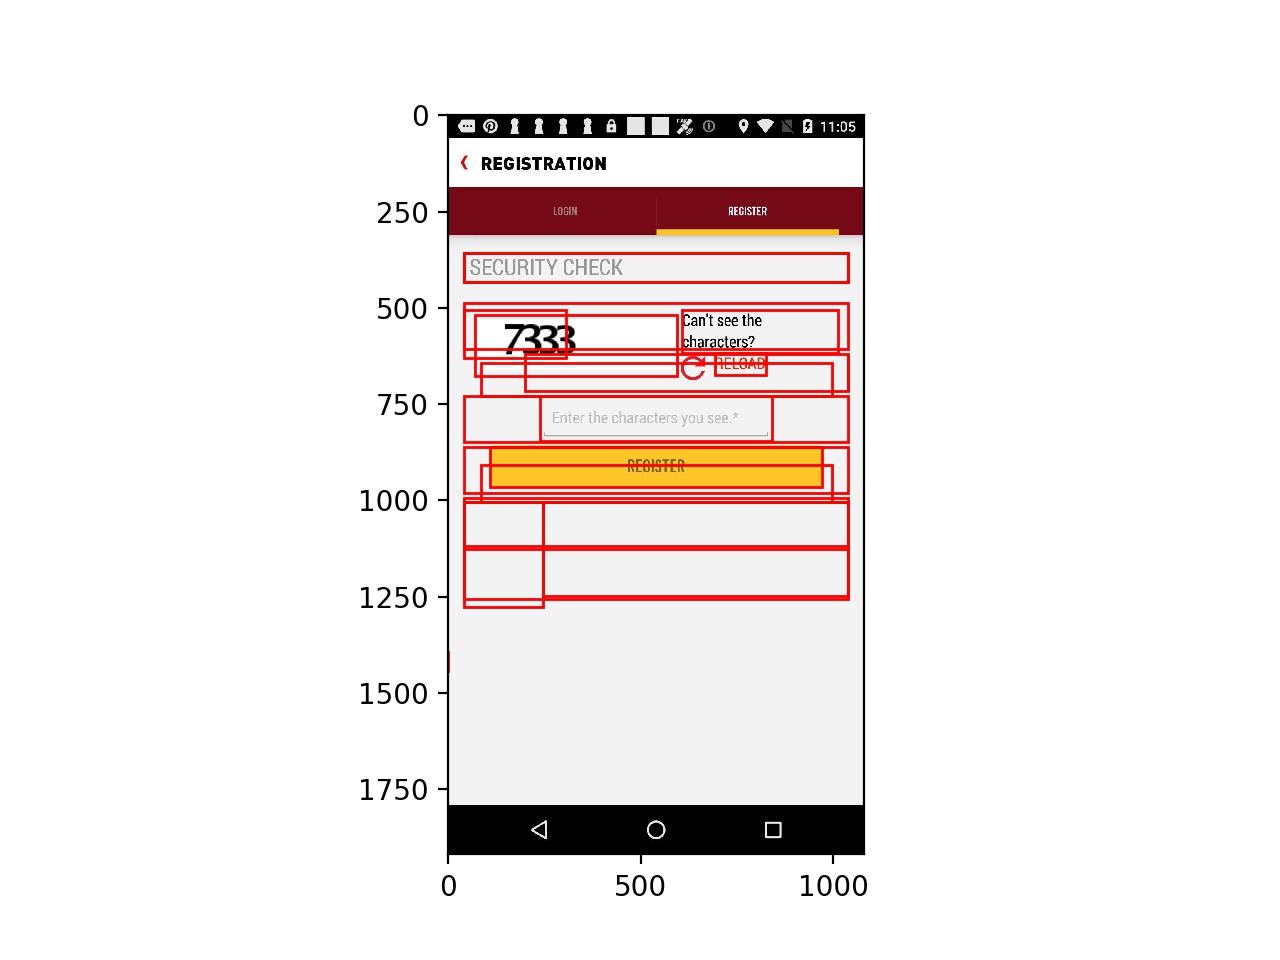 0
250
500
750
1000
1250
1500
1750
0 500 1000
11:05
REGISTRATION
LOGIN REGISTER
SECURITY CHECK
7333
Can't see the
characters?
RELOAD
Enter the characters you see.*
REGISTER